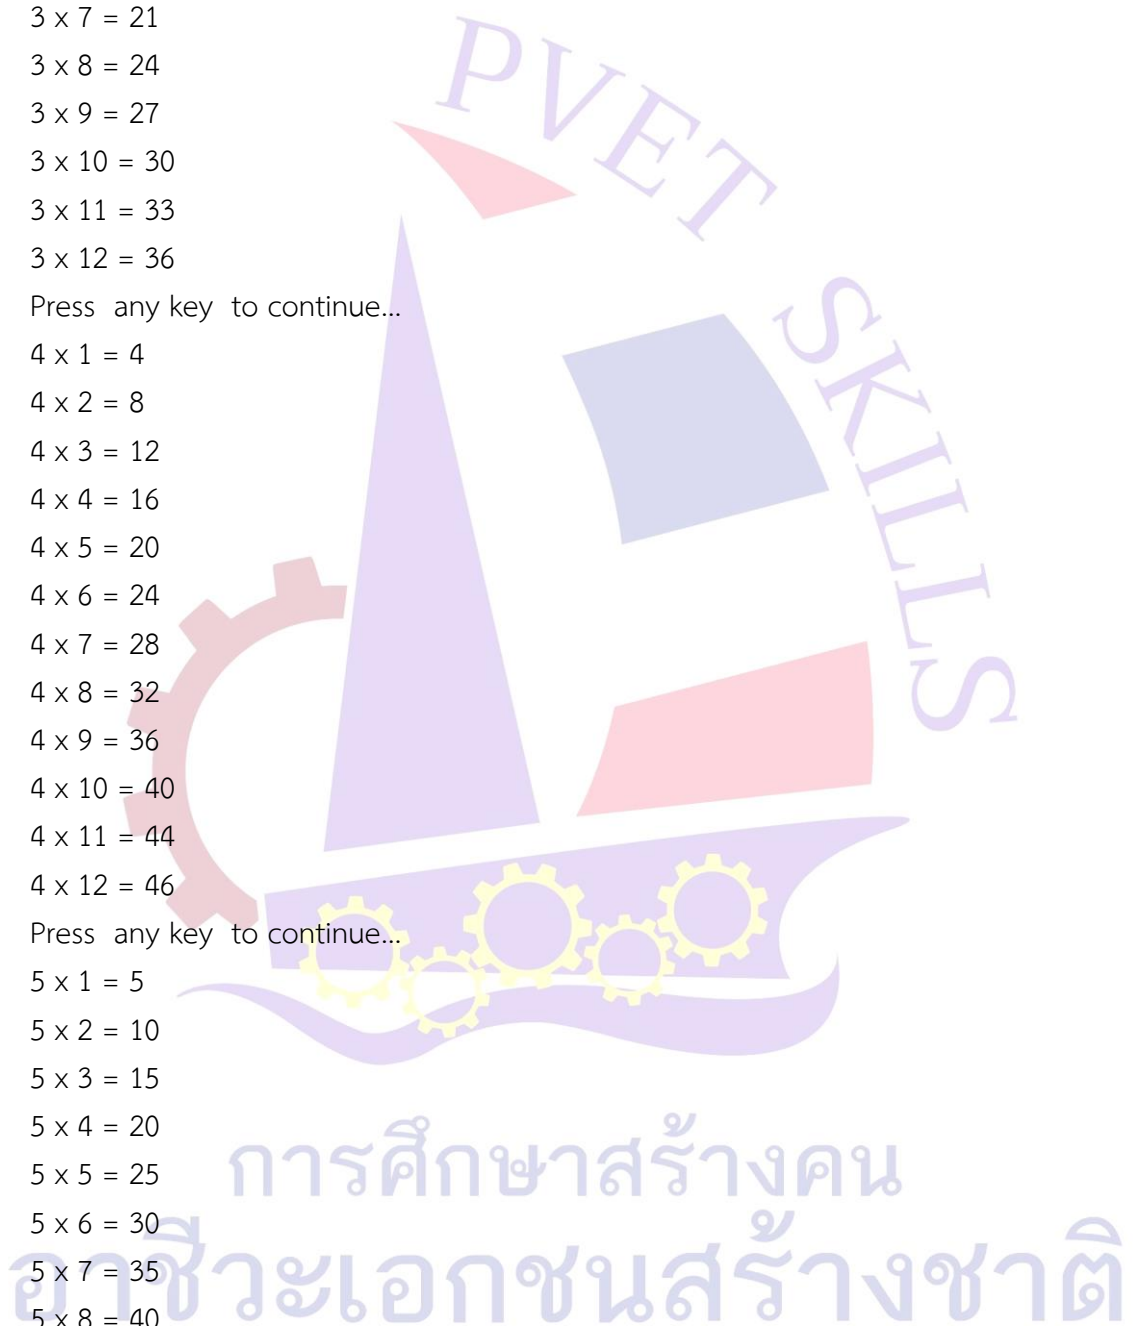 3 x 7 = 21
3 x 8 = 24
3 x 9 = 27
3 x 10 = 30
3 x 11 = 33
3 x 12 = 36
Press any key to continue...
4 x 1 = 4
4 x 2 = 8
4 x 3 = 12
4 x 4 = 16
4 x 5 = 20
4 x 6 = 24
4 x 7 = 28
4 x 8 = 32
4 x 9 = 36
4 x 10 = 40
4 x 11 = 44
4 x 12 = 46
Press any key to continue...
5 x 1 = 5
5 x 2 = 10
5 x 3 = 15
5 x 4 = 20
5 x 5 = 25
5 x 6 = 30
5 x 7 = 35
5 x 8 = 40
PVET SKILLS
การศึกษาสร้างคน
อาชีวะเอกชนสร้างชาติ